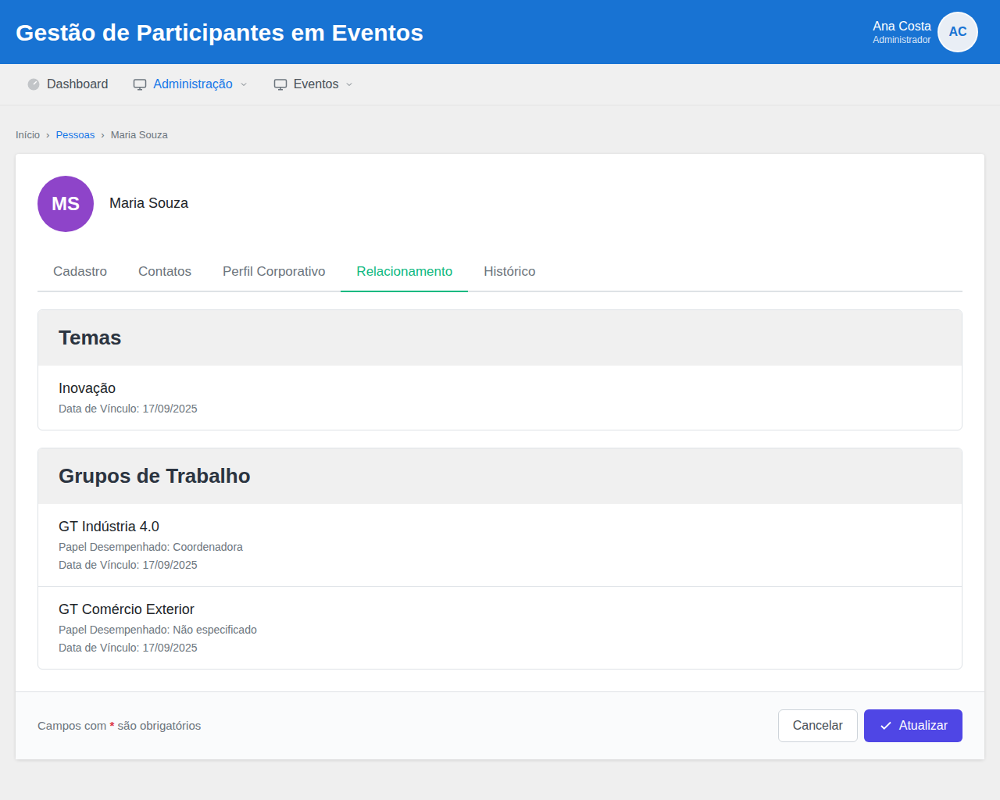 Gestão de Participantes em Eventos
Ana Costa
Administrador
AC
Dashboard
Administração
Eventos
Início › Pessoas › Maria Souza
MS
Maria Souza
Cadastro Contatos Perfil Corporativo Relacionamento Histórico
Temas
Inovação
Data de Vínculo: 17/09/2025
Grupos de Trabalho
GT Indústria 4.0
Papel Desempenhado: Coordenadora
Data de Vínculo: 17/09/2025
GT Comércio Exterior
Papel Desempenhado: Não especificado
Data de Vínculo: 17/09/2025
Campos com * são obrigatórios
Cancelar
Atualizar